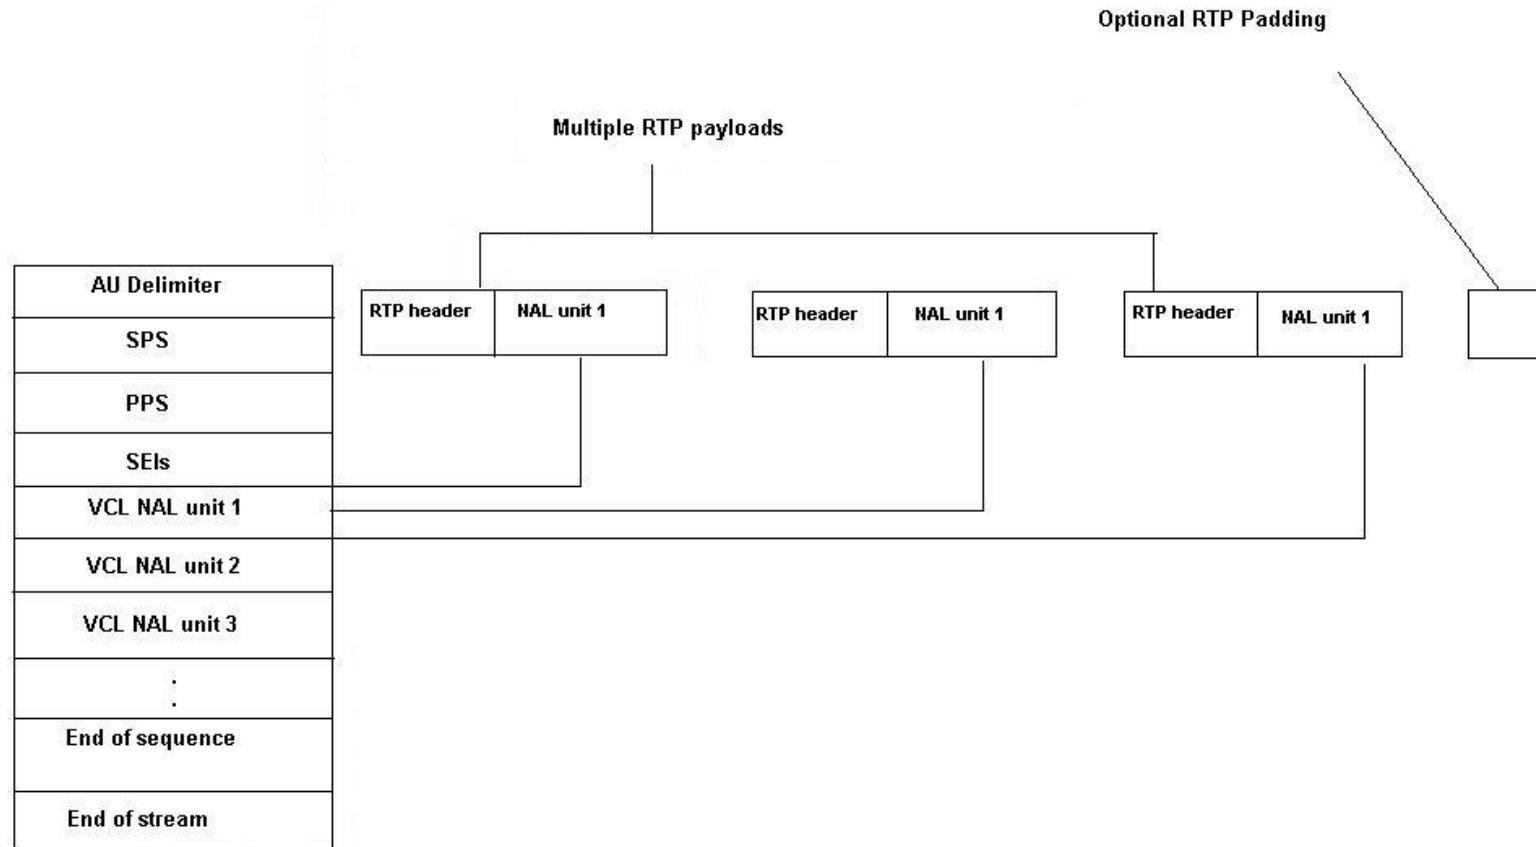 Optional RTP Padding
Multiple RTP payloads
AU Delimiter
SPS
PPS
SEIs
VCL NAL unit 1
VCL NAL unit 2
VCL NAL unit 3
:
End of sequence
End of stream
RTP header
NAL unit 1
RTP header
NAL unit 1
RTP header
NAL unit 1